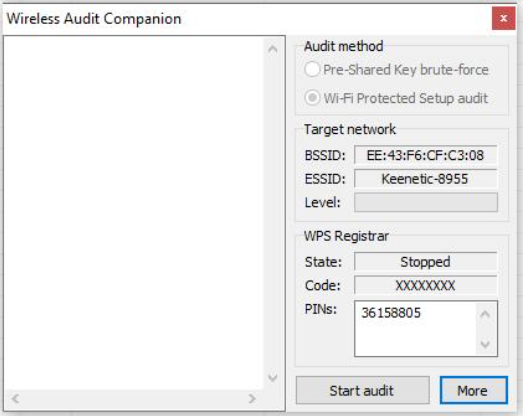 Wireless Audit Companion
x
Audit method
Pre-Shared Key brute-force
Wi-Fi Protected Setup audit
Target network
BSSID: EE:43:F6:CF:C3:08
ESSID: Keenetic-8955
Level:
WPS Registrar
State: Stopped
Code: XXXXXXXX
PINs: 36158805
Start audit More